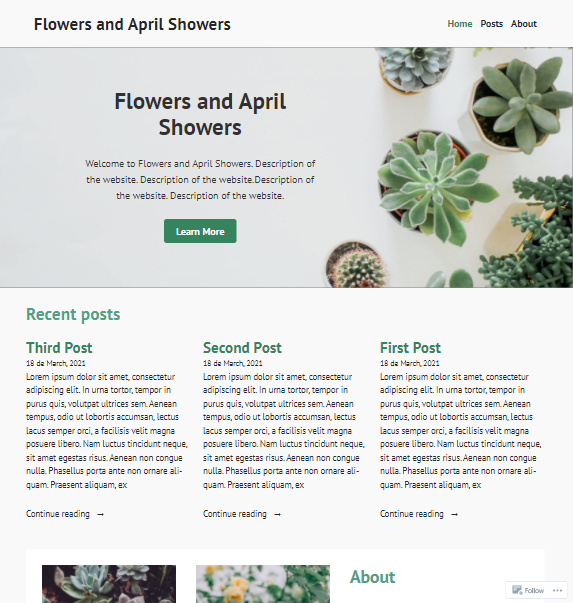 Flowers and April Showers
Home Posts About
Flowers and April
Showers
Welcome to Flowers and April Showers. Description of
the website. Description of the website.Description of
the website. Description of the website.
Learn More
Recent posts
Third Post
18 de March, 2021
Lorem ipsum dolor sit amet, consectetur
adipiscing elit. In urna tortor, tempor in
purus quis, volutpat ultrices sem. Aenean
tempus, odio ut lobortis accumsan, lectus
lacus semper orci, a facilisis velit magna
posuere libero. Nam luctus tincidunt neque,
sit amet egestas risus. Aenean non congue
nulla. Phasellus porta ante non ornare ali-
quam. Praesent aliquam, ex
Continue reading →
Second Post
18 de March, 2021
Lorem ipsum dolor sit amet, consectetur
adipiscing elit. In urna tortor, tempor in
purus quis, volutpat ultrices sem. Aenean
tempus, odio ut lobortis accumsan, lectus
lacus semper orci, a facilisis velit magna
posuere libero. Nam luctus tincidunt neque,
sit amet egestas risus. Aenean non congue
nulla. Phasellus porta ante non ornare ali-
quam. Praesent aliquam, ex
Continue reading →
First Post
18 de March, 2021
Lorem ipsum dolor sit amet, consectetur
adipiscing elit. In urna tortor, tempor in
purus quis, volutpat ultrices sem. Aenean
tempus, odio ut lobortis accumsan, lectus
lacus semper orci, a facilisis velit magna
posuere libero. Nam luctus tincidunt neque,
sit amet egestas risus. Aenean non congue
nulla. Phasellus porta ante non ornare ali-
quam. Praesent aliquam, ex
Continue reading →
About
Follow ...